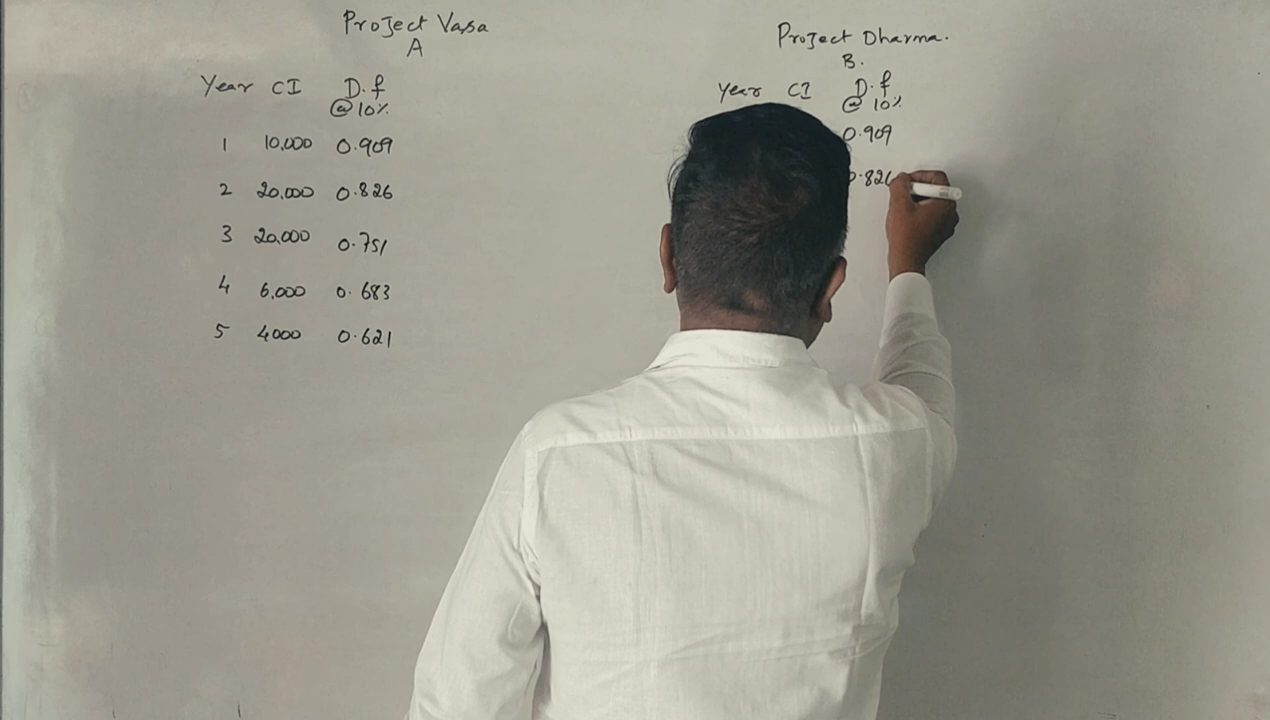 Project Vasa
A
Year CI D.f
@ 10%
1 10,000 0.909
2 20,000 0.826
3 20,000 0.751
4 6,000 0.683
5 4000 0.621
Project Dharma.
B.
Year CI D.f
@ 10%
0.909
0.826